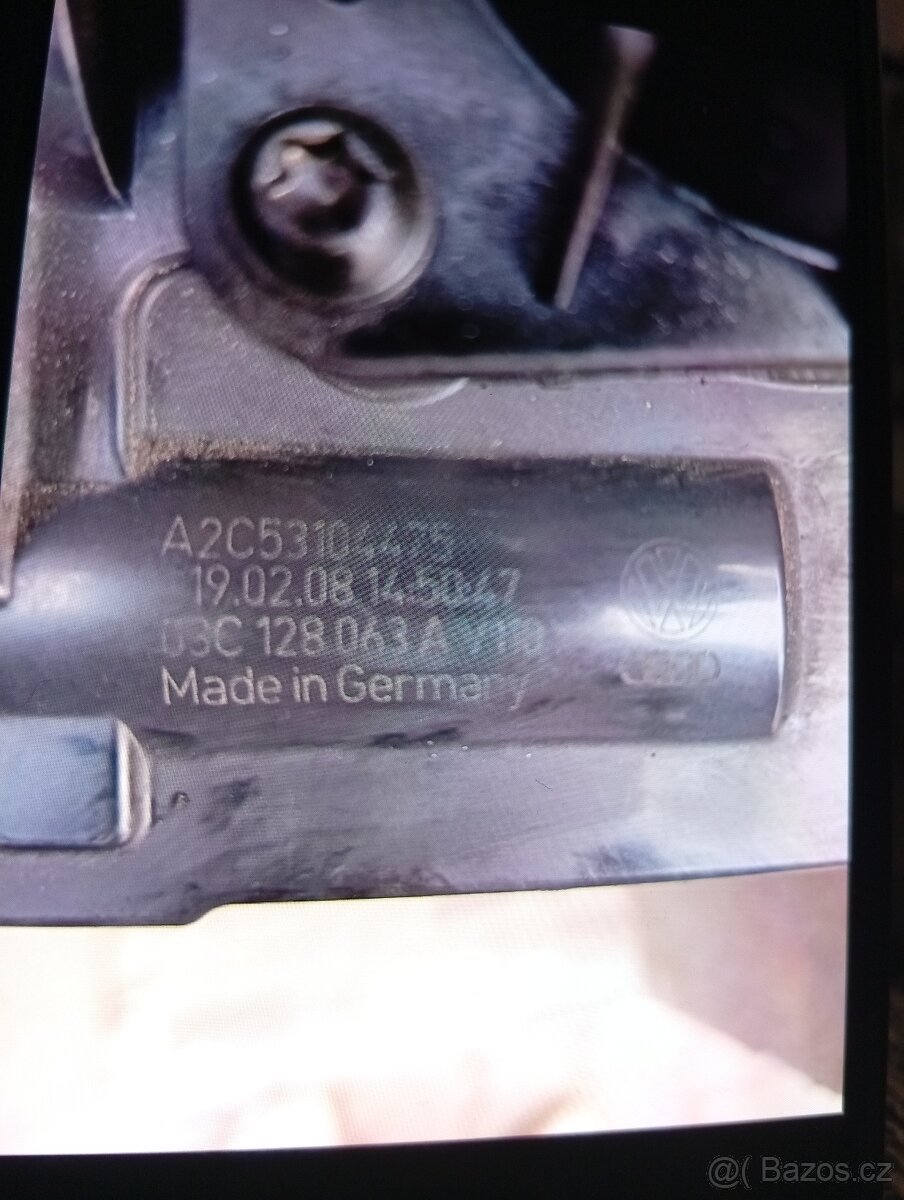 A2C53104475
19.02.08 14:50:47
03C 128 063 A
Made in Germany
@( Bazos.cz